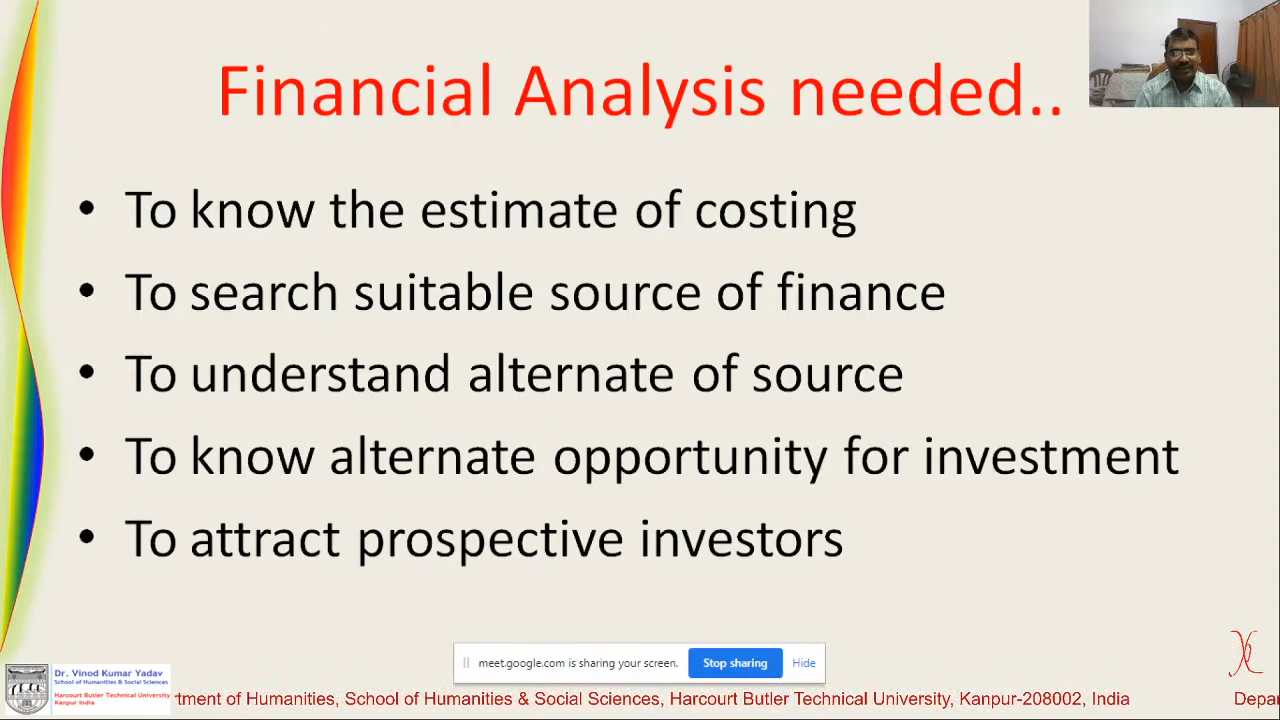 Financial Analysis needed..
• To know the estimate of costing
• To search suitable source of finance
• To understand alternate of source
• To know alternate opportunity for investment
• To attract prospective investors
meet.google.com is sharing your screen. Stop sharing Hide
Dr. Vinod Kumar Yadav
School of Humanities & Social Sciences
Harcourt Butler Technical University
Kanpur India
tment of Humanities, School of Humanities & Social Sciences, Harcourt Butler Technical University, Kanpur-208002, India Depa